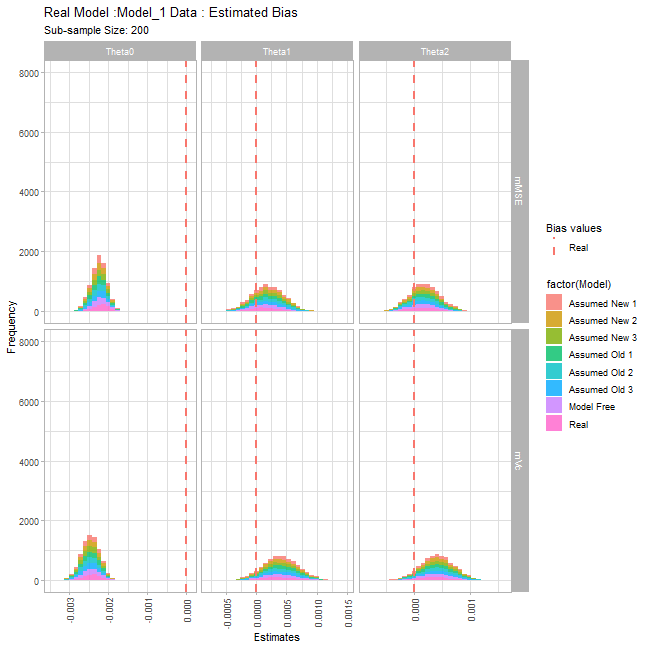 Real Model :Model_1 Data : Estimated Bias
Sub-sample Size: 200
Theta0
Theta1
Theta2
8000
6000
4000
2000
0
mMSE
8000
6000
4000
2000
0
mVc
Frequency
-0.003
-0.002
-0.001
0.000
-0.0005
0.0000
0.0005
0.0010
0.0015
0.000
0.001
Estimates
Bias values
Real
factor(Model)
Assumed New 1
Assumed New 2
Assumed New 3
Assumed Old 1
Assumed Old 2
Assumed Old 3
Model Free
Real